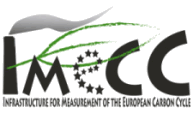 IMECC
INFRASTRUCTURE FOR MEASUREMENT OF THE EUROPEAN CARBON CYCLE